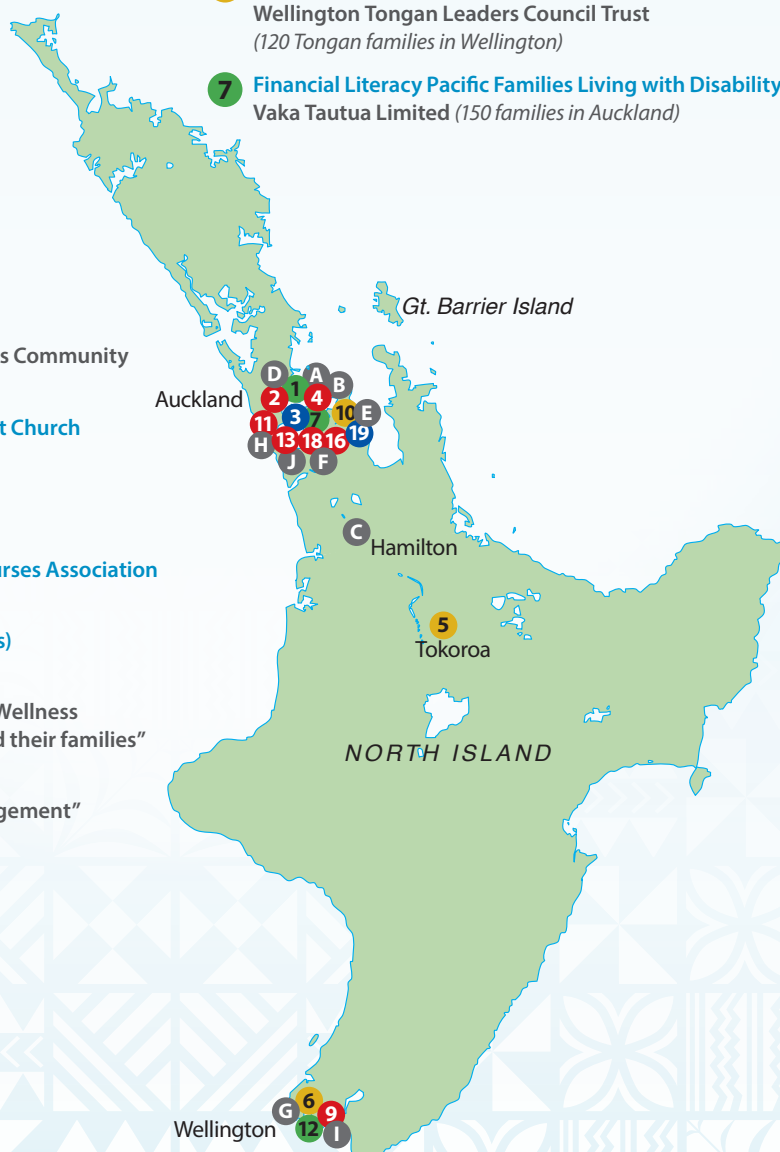 Wellington Tongan Leaders Council Trust
(120 Tongan families in Wellington)
7 Financial Literacy Pacific Families Living with Disability
Vaka Tautua Limited (150 families in Auckland)
Gt. Barrier Island
s Community
D A B
1
Auckland 2 4
3 7 10 E
11
t Church
H 13 18 16 19
J F
C
Hamilton
urses Association
5
s)
Tokoroa
Wellness
d their families”
NORTH ISLAND
gement”
6
G 9
Wellington 12 I